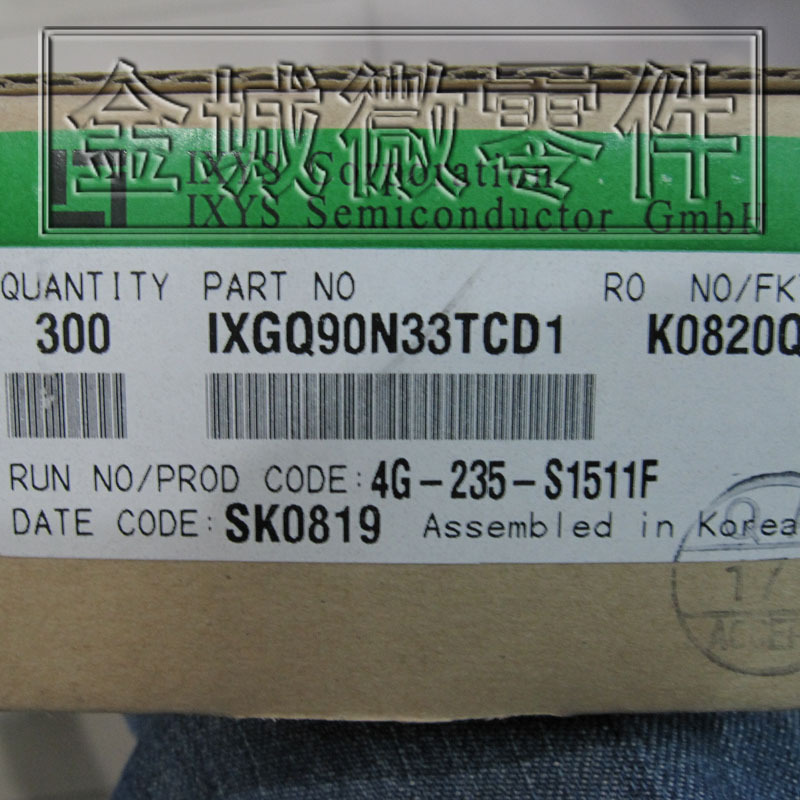 金城微零件
IXYS Corporation
IXYS Semiconductor GmbH
QUANTITY PART NO RO NO/FK
300 IXGQ90N33TCD1 K0820Q
RUN NO/PROD CODE: 4G-235-S1511F
DATE CODE: SK0819 Assembled in Korea
Q
17